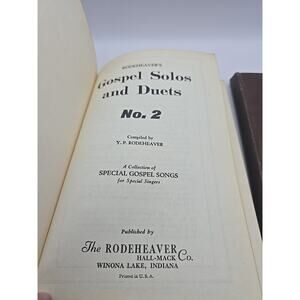 RODEHEAVER'S
Gospel Solos
and Duets
No. 2
Compiled by
Y. P. RODEHEAVER
A Collection of
SPECIAL GOSPEL SONGS
for Special Singers
Published by
The RODEHEAVER
HALL-MACK Co.
WINONA LAKE, INDIANA
Printed in U.S.A.